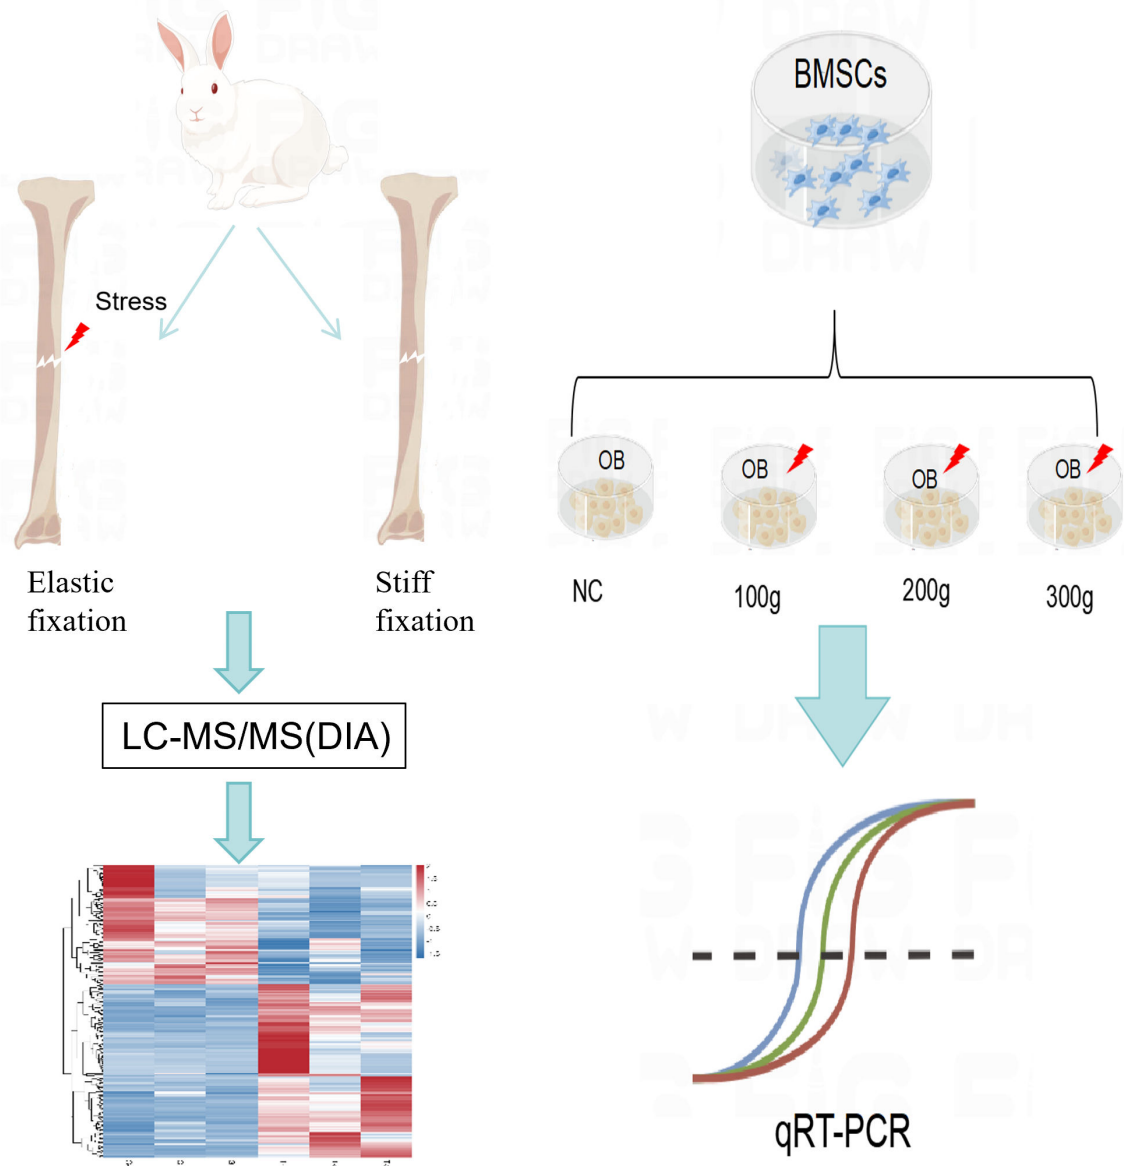 BMSCs
Stress
OB
OB
OB
OB
Elastic
fixation
Stiff
fixation
NC
100g
200g
300g
LC-MS/MS(DIA)
qRT-PCR